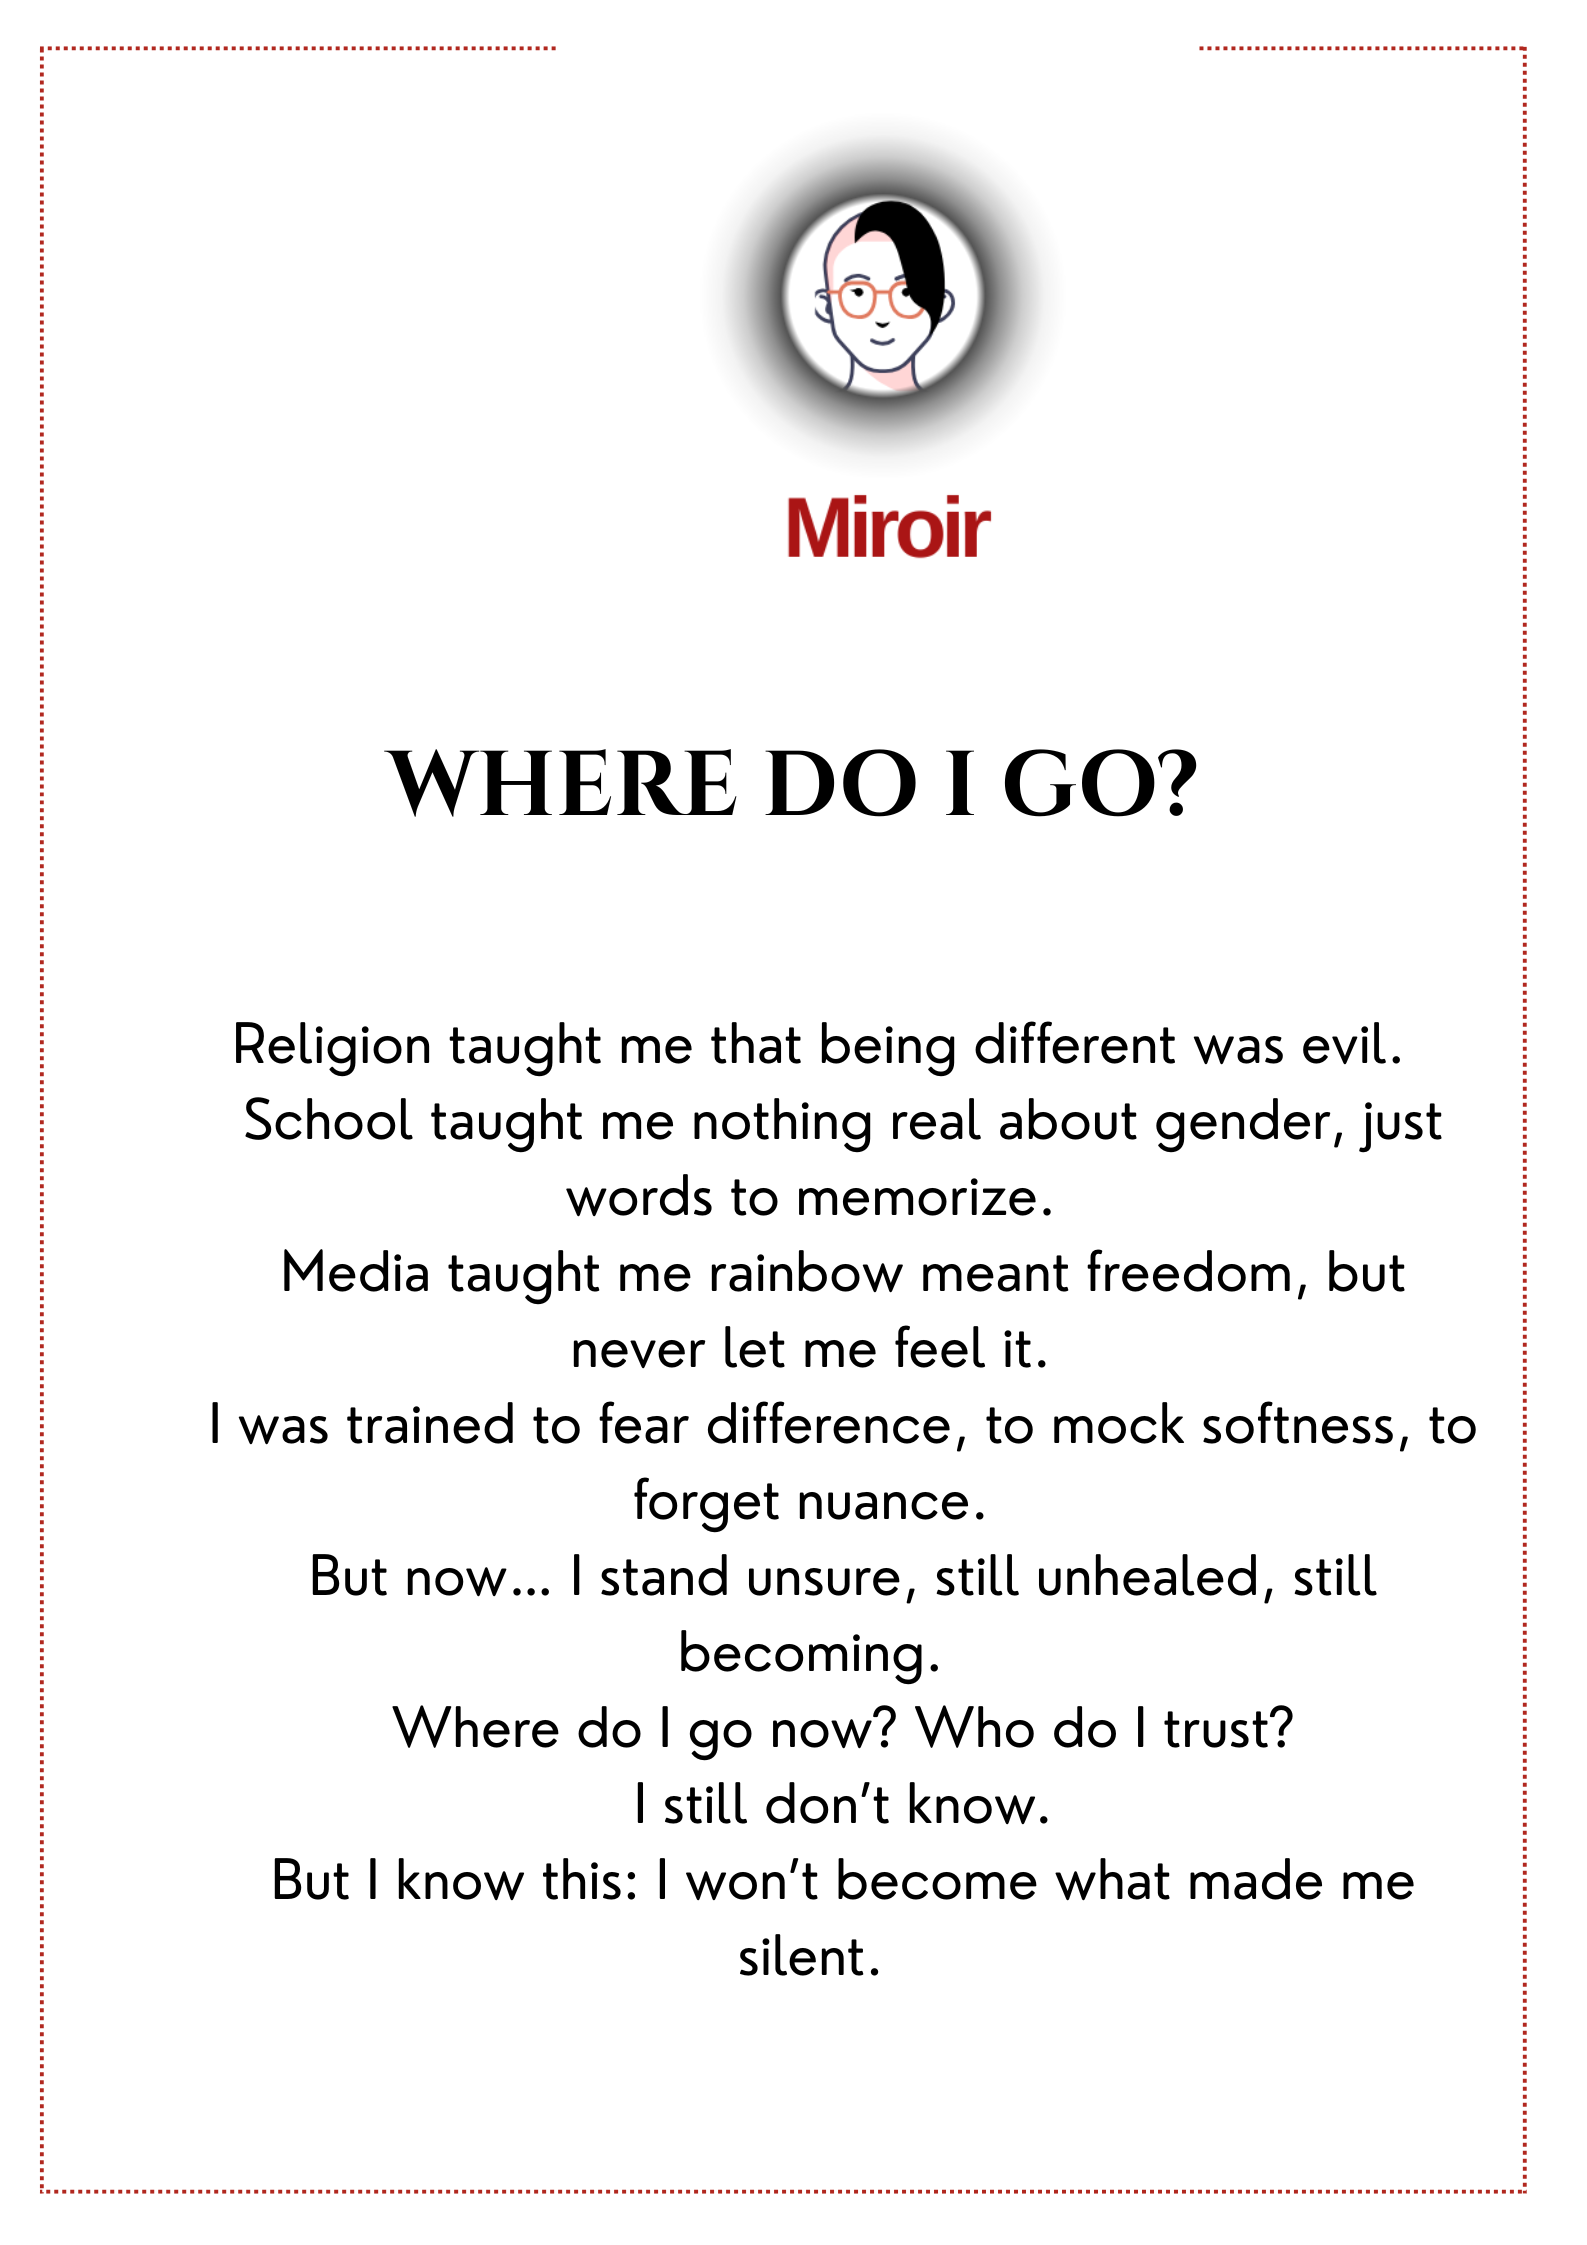 Miroir
WHERE DO I GO?
Religion taught me that being different was evil.
School taught me nothing real about gender, just
words to memorize.
Media taught me rainbow meant freedom, but
never let me feel it.
I was trained to fear difference, to mock softness, to
forget nuance.
But now... I stand unsure, still unhealed, still
becoming.
Where do I go now? Who do I trust?
I still don’t know.
But I know this: I won’t become what made me
silent.